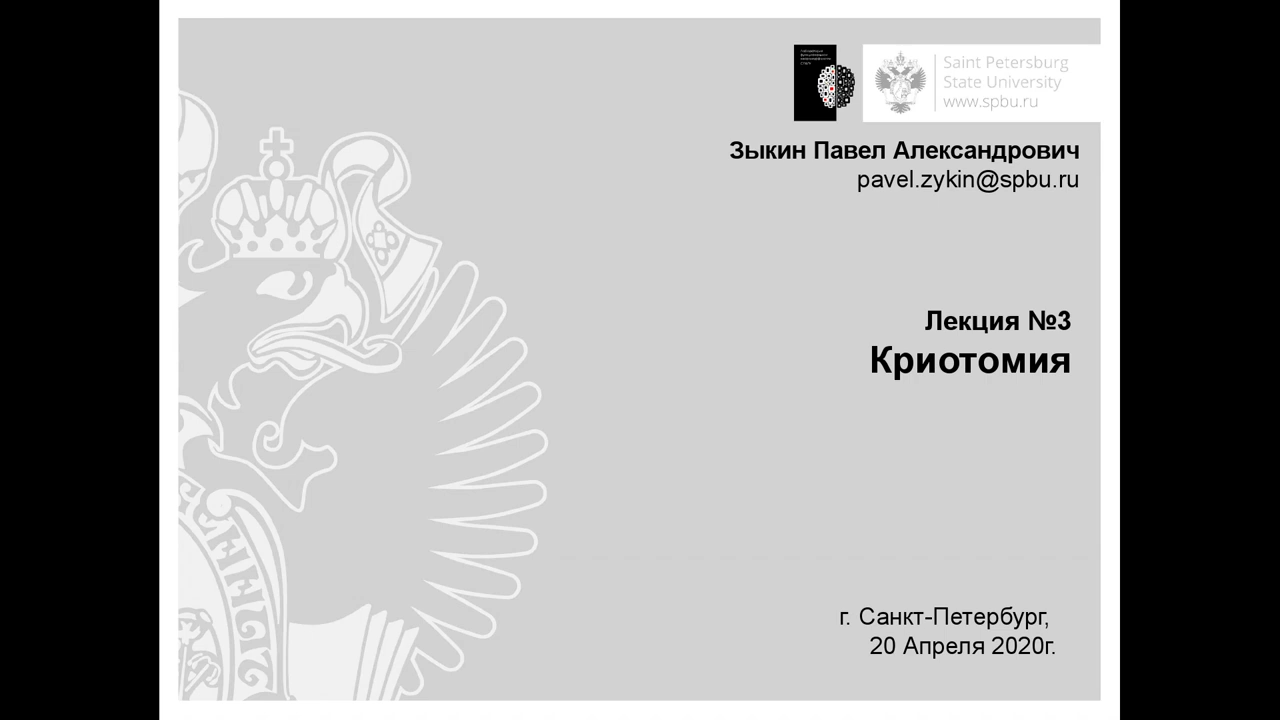 Saint Petersburg
State University
www.spbu.ru
Зыкин Павел Александрович
pavel.zykin@spbu.ru
Лекция №3
Криотомия
г. Санкт-Петербург,
20 Апреля 2020г.